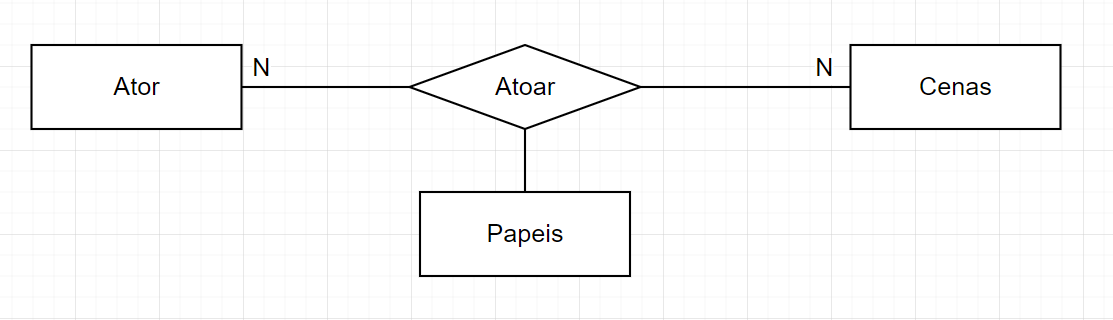 Ator
N
Atoar
N
Cenas
Papeis